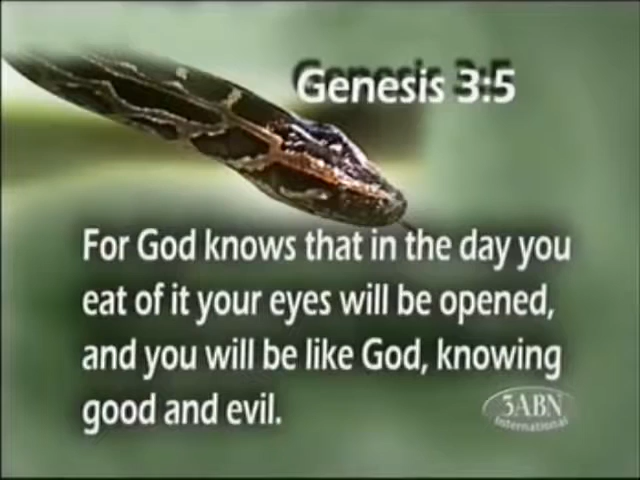 Genesis 3:5
For God knows that in the day you
eat of it your eyes will be opened,
and you will be like God, knowing
good and evil.
3ABN
International